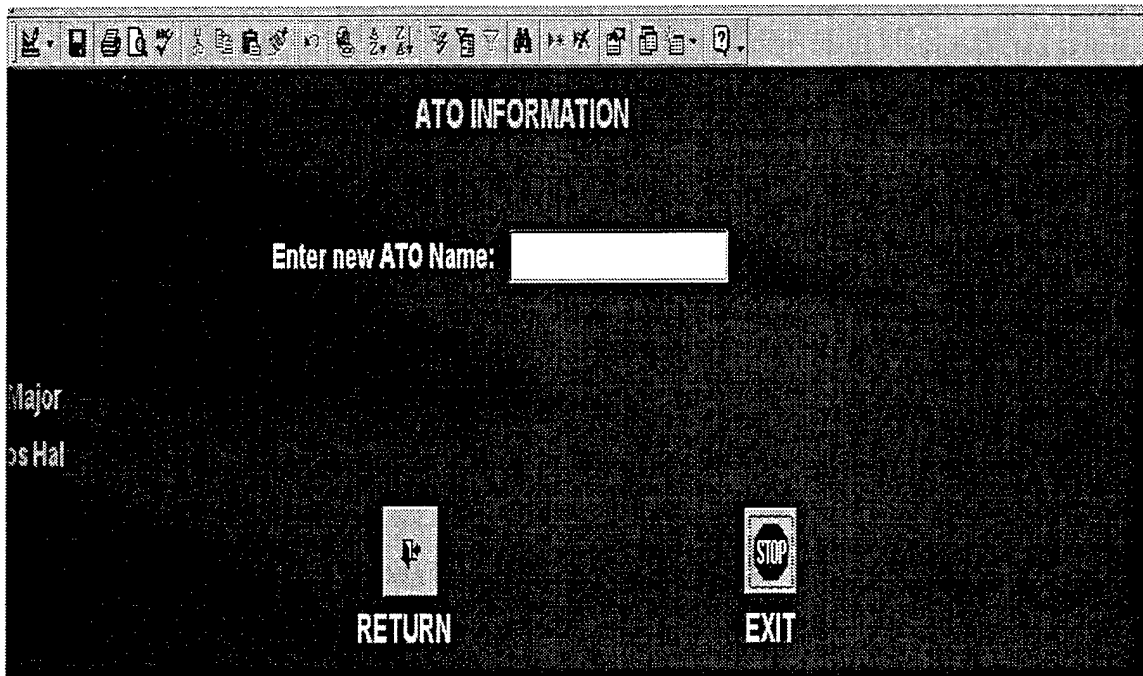 ATO INFORMATION
Enter new ATO Name:
Major
os Hal
STOP
RETURN
EXIT